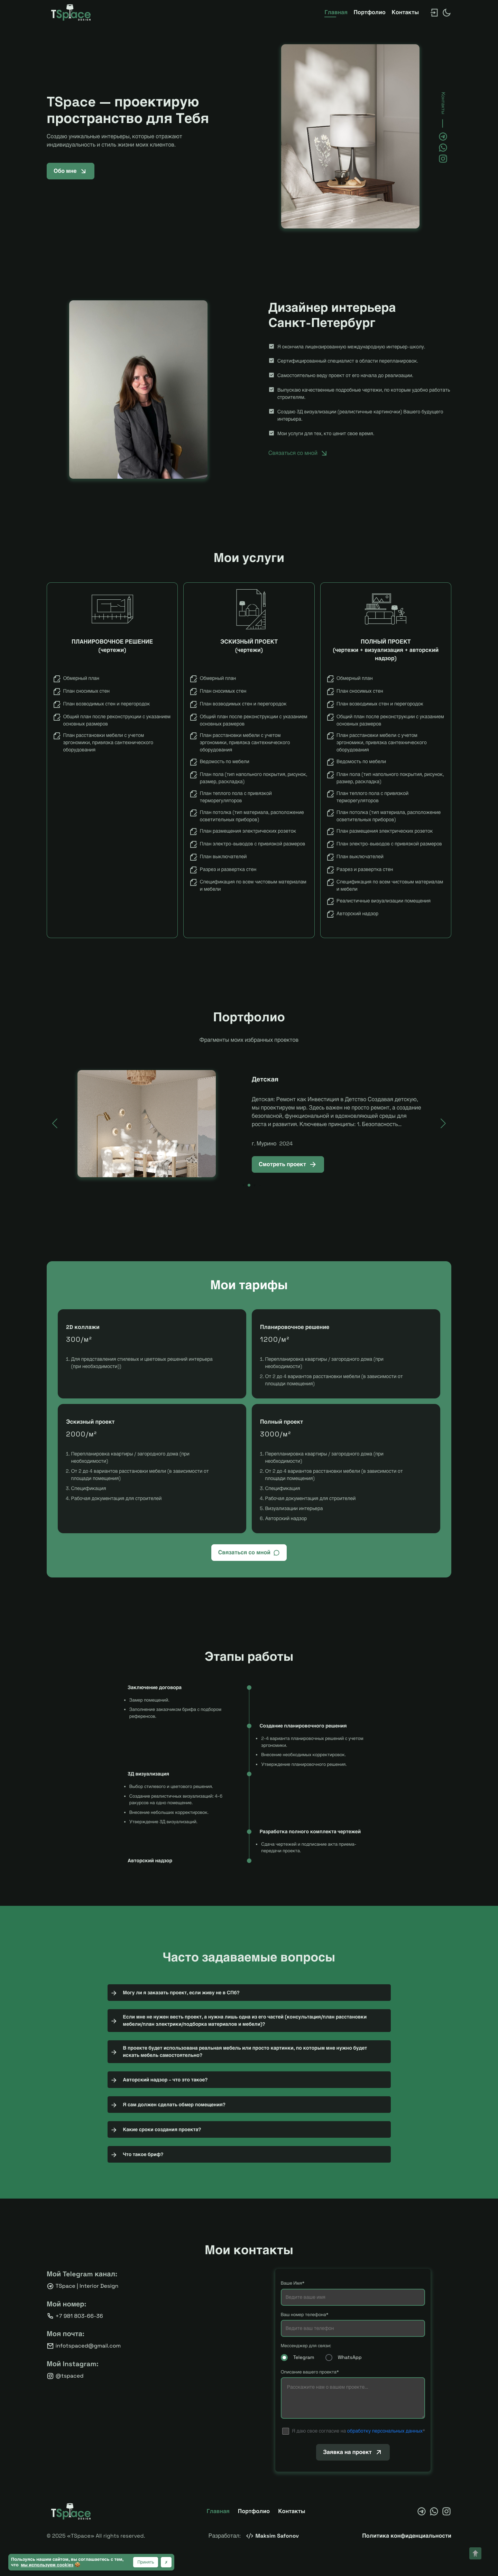 TSpace
DESIGN
Главная Портфолио Контакты
TSpace — проектирую
пространство для Тебя
Создаю уникальные интерьеры, которые отражают
индивидуальность и стиль жизни моих клиентов.
Обо мне
Контакты
Дизайнер интерьера
Санкт-Петербург
Я окончила лицензированную международную интерьер-школу.
Сертифицированный специалист в области перепланировок.
Самостоятельно веду проект от его начала до реализации.
Выпускаю качественные подробные чертежи, по которым удобно работать
строителям.
Создаю 3Д визуализации (реалистичные картиночки) Вашего будущего
интерьера.
Мои услуги для тех, кто ценит свое время.
Связаться со мной
Мои услуги
ПЛАНИРОВОЧНОЕ РЕШЕНИЕ
(чертежи)
Обмерный план
План сносимых стен
План возводимых стен и перегородок
Общий план после реконструкции с указанием
основных размеров
План расстановки мебели с учетом
эргономики, привязка сантехнического
оборудования
ЭСКИЗНЫЙ ПРОЕКТ
(чертежи)
Обмерный план
План сносимых стен
План возводимых стен и перегородок
Общий план после реконструкции с указанием
основных размеров
План расстановки мебели с учетом
эргономики, привязка сантехнического
оборудования
Ведомость по мебели
План пола (тип напольного покрытия, рисунок,
размер, раскладка)
План теплого пола с привязкой
терморегуляторов
План потолка (тип материала, расположение
осветительных приборов)
План размещения электрических розеток
План электро-выводов с привязкой размеров
План выключателей
Разрез и развертка стен
Спецификация по всем чистовым материалам
и мебели
ПОЛНЫЙ ПРОЕКТ
(чертежи + визуализация + авторский
надзор)
Обмерный план
План сносимых стен
План возводимых стен и перегородок
Общий план после реконструкции с указанием
основных размеров
План расстановки мебели с учетом
эргономики, привязка сантехнического
оборудования
Ведомость по мебели
План пола (тип напольного покрытия, рисунок,
размер, раскладка)
План теплого пола с привязкой
терморегуляторов
План потолка (тип материала, расположение
осветительных приборов)
План размещения электрических розеток
План электро-выводов с привязкой размеров
План выключателей
Разрез и развертка стен
Спецификация по всем чистовым материалам
и мебели
Реалистичные визуализации помещения
Авторский надзор
Портфолио
Фрагменты моих избранных проектов
Детская
Детская: Ремонт как Инвестиция в Детство Создавая детскую,
мы проектируем мир. Здесь важен не просто ремонт, а создание
безопасной, функциональной и вдохновляющей среды для
роста и развития. Ключевые принципы: 1. Безопасность...
г. Мурино 2024
Смотреть проект
Мои тарифы
2D коллажи
300/м²
1. Для представления стилевых и цветовых решений интерьера
(при необходимости))
Планировочное решение
1200/м²
1. Перепланировка квартиры / загородного дома (при
необходимости)
2. От 2 до 4 вариантов расстановки мебели (в зависимости от
площади помещения)
Эскизный проект
2000/м²
1. Перепланировка квартиры / загородного дома (при
необходимости)
2. От 2 до 4 вариантов расстановки мебели (в зависимости от
площади помещения)
3. Спецификация
4. Рабочая документация для строителей
Полный проект
3000/м²
1. Перепланировка квартиры / загородного дома (при
необходимости)
2. От 2 до 4 вариантов расстановки мебели (в зависимости от
площади помещения)
3. Спецификация
4. Рабочая документация для строителей
5. Визуализации интерьера
6. Авторский надзор
Связаться со мной
Этапы работы
Заключение договора
Замер помещений.
Заполнение заказчиком брифа с подбором
референсов.
Создание планировочного решения
2-4 варианта планировочных решений с учетом
эргономики.
Внесение необходимых корректировок.
Утверждение планировочного решения.
3Д визуализация
Выбор стилевого и цветового решения.
Создание реалистичных визуализаций: 4-6
ракурсов на одно помещение.
Внесение небольших корректировок.
Утверждение 3Д визуализаций.
Разработка полного комплекта чертежей
Сдача чертежей и подписание акта приема-
передачи проекта.
Авторский надзор
Часто задаваемые вопросы
Могу ли я заказать проект, если живу не в СПб?
Если мне не нужен весть проект, а нужна лишь одна из его частей (консультация/план расстановки
мебели/план электрики/подборка материалов и мебели)?
В проекте будет использована реальная мебель или просто картинки, по которым мне нужно будет
искать мебель самостоятельно?
Авторский надзор - что это такое?
Я сам должен сделать обмер помещения?
Какие сроки создания проекта?
Что такое бриф?
Мои контакты
Мой Telegram канал:
TSpace | Interior Design
Мой номер:
+7 981 803-66-36
Моя почта:
infotspaced@gmail.com
Мой Instagram:
@tspaced
Ваше Имя*
Введите ваше имя
Ваш номер телефона*
Введите ваш телефон
Мессенджер для связи:
Telegram WhatsApp
Описание вашего проекта*
Расскажите мне о вашем проекте...
Я даю свое согласие на обработку персональных данных*
Заявка на проект
TSpace
DESIGN
Главная Портфолио Контакты
© 2025 «TSpace» All rights reserved.
Разработал: Maksim Safonov
Политика конфиденциальности
Пользуясь нашим сайтом, вы соглашаетесь с тем,
что мы используем cookies
Принять